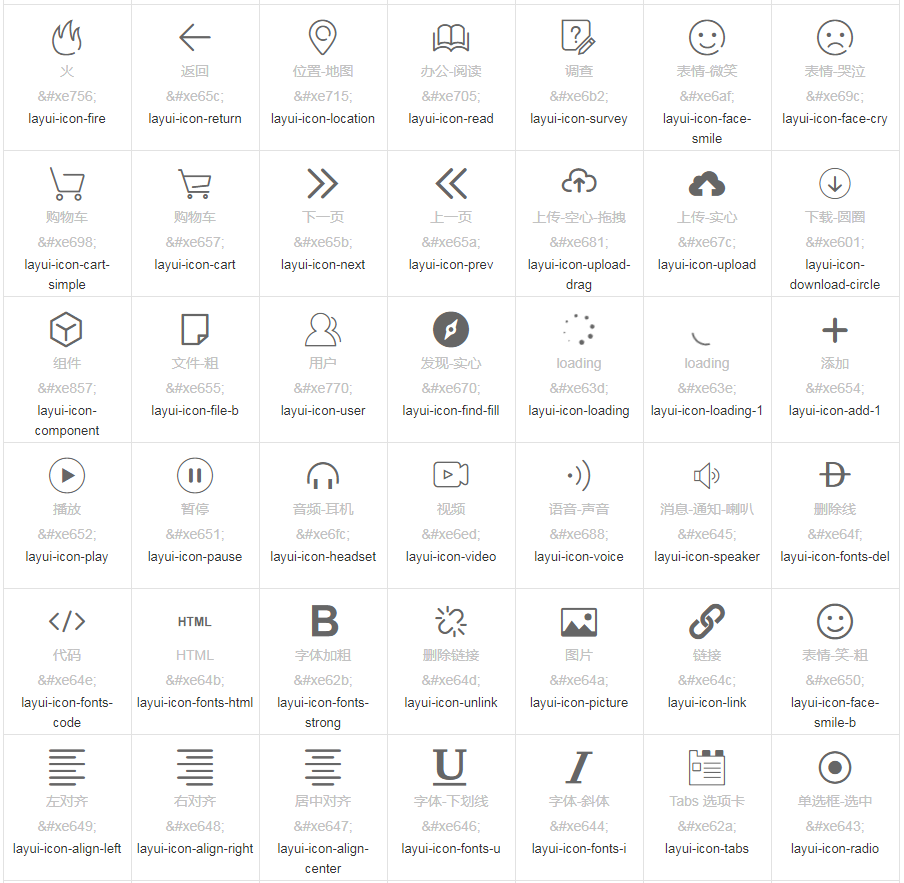 火 返回 位置-地图 办公-阅读 调查 表情-微笑 表情-哭泣
&#xe756; &#xe65c; &#xe715; &#xe705; &#xe6b2; &#xe6af; &#xe69c;
layui-icon-fire layui-icon-return layui-icon-location layui-icon-read layui-icon-survey layui-icon-face- layui-icon-face-cry
smile
购物车 购物车 下一页 上一页 上传-空心-拖拽 上传-实心 下载-圆圈
&#xe698; &#xe657; &#xe65b; &#xe65a; &#xe681; &#xe67c; &#xe601;
layui-icon-cart- layui-icon-cart layui-icon-next layui-icon-prev layui-icon-upload- layui-icon-upload layui-icon-
simple drag download-circle
组件 文件-粗 用户 发现-实心 loading loading 添加
&#xe857; &#xe655; &#xe770; &#xe670; &#xe63d; &#xe63e; &#xe654;
layui-icon- layui-icon-file-b layui-icon-user layui-icon-find-fill layui-icon-loading layui-icon-loading-1 layui-icon-add-1
component
播放 暂停 音频-耳机 视频 语音-声音 消息-通知-喇叭 删除线
&#xe652; &#xe651; &#xe6fc; &#xe6ed; &#xe688; &#xe645; &#xe64f;
layui-icon-play layui-icon-pause layui-icon-headset layui-icon-video layui-icon-voice layui-icon-speaker layui-icon-fonts-del
HTML B
代码 HTML 字体加粗 删除链接 图片 链接 表情-笑-粗
&#xe64e; &#xe64b; &#xe62b; &#xe64d; &#xe64a; &#xe64c; &#xe650;
layui-icon-fonts- layui-icon-fonts-html layui-icon-fonts- layui-icon-unlink layui-icon-picture layui-icon-link layui-icon-face-
code strong smile-b
U I
左对齐 右对齐 居中对齐 字体-下划线 字体-斜体 Tabs 选项卡 单选框-选中
&#xe649; &#xe648; &#xe647; &#xe646; &#xe644; &#xe62a; &#xe643;
layui-icon-align-left layui-icon-align-right layui-icon-align- layui-icon-fonts-u layui-icon-fonts-i layui-icon-tabs layui-icon-radio
center